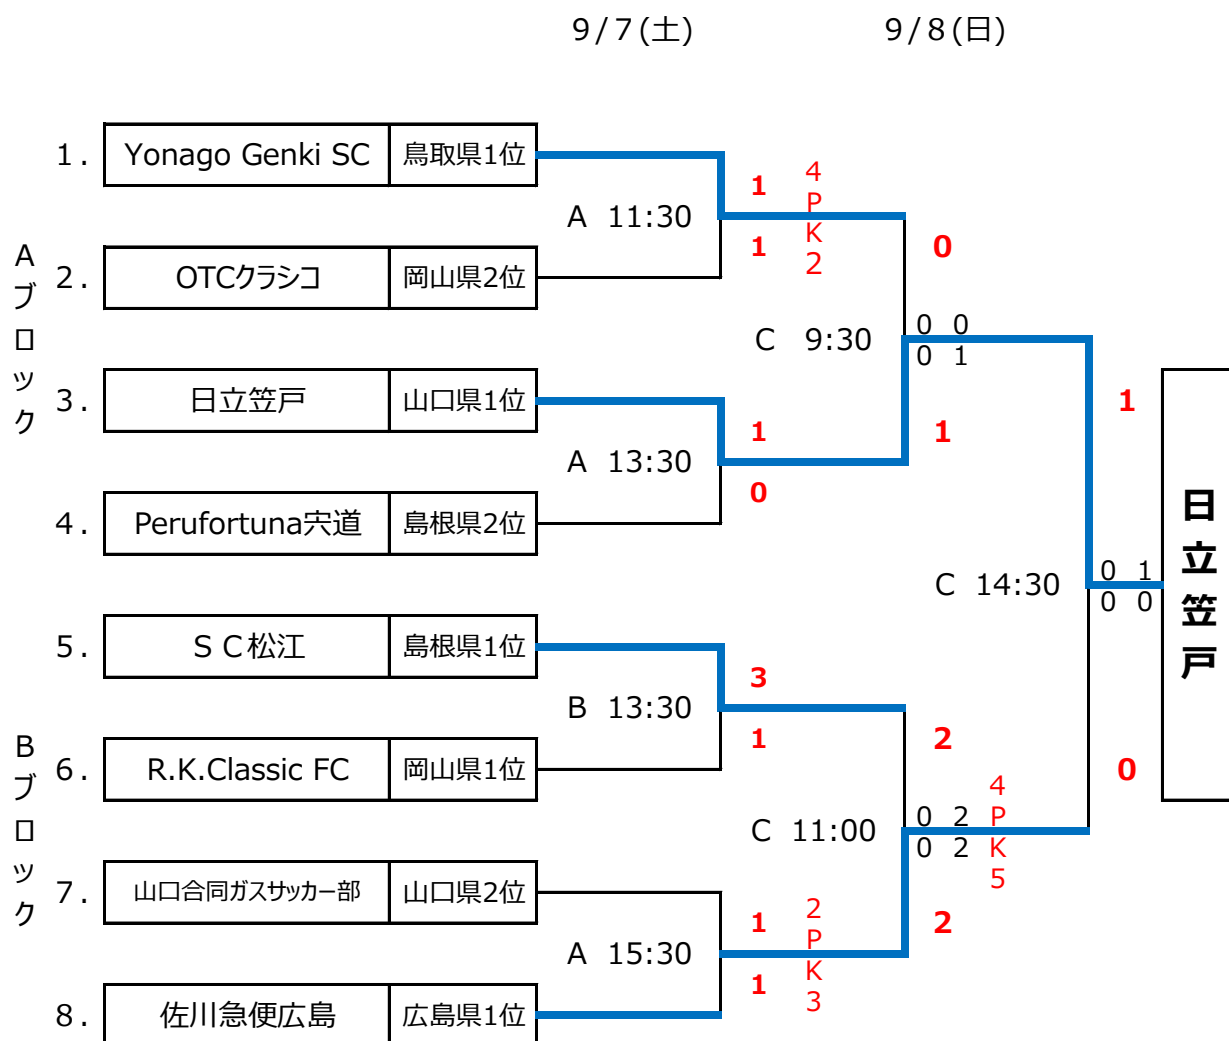 9/7(土) 9/8(日)
Aブロック
1. Yonago Genki SC 鳥取県1位
A 11:30
1
1
4PK2
2. OTCクラシコ 岡山県2位
0
C 9:30
0 0
0 1
3. 日立笠戸 山口県1位
1
A 13:30
1
0
1
4. Perufortuna宍道 島根県2位
日立笠戸
C 14:30
0 1
0 0
Bブロック
5. ＳＣ松江 島根県1位
B 13:30
3
1
2
6. R.K.Classic FC 岡山県1位
0
C 11:00
0 2
0 2
4PK5
7. 山口合同ガスサッカー部 山口県2位
2
A 15:30
1
1
2PK3
8. 佐川急便広島 広島県1位